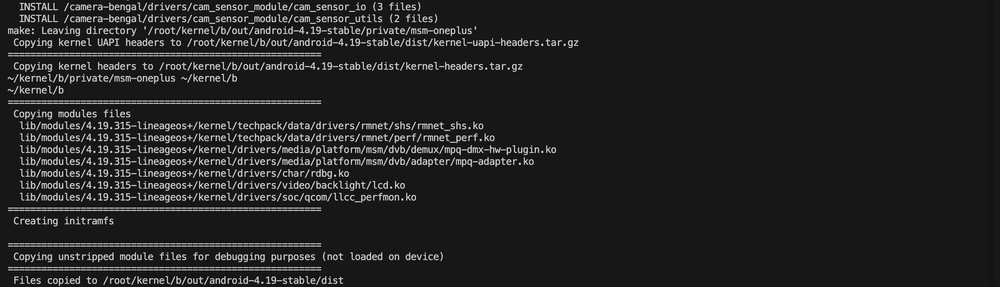 INSTALL /camera-bengal/drivers/cam_sensor_module/cam_sensor_io (3 files)
INSTALL /camera-bengal/drivers/cam_sensor_module/cam_sensor_utils (2 files)
make: Leaving directory '/root/kernel/b/out/android-4.19-stable/private/msm-oneplus'
Copying kernel UAPI headers to /root/kernel/b/out/android-4.19-stable/dist/kernel-uapi-headers.tar.gz
========================================================
Copying kernel headers to /root/kernel/b/out/android-4.19-stable/dist/kernel-headers.tar.gz
~/kernel/b/private/msm-oneplus ~/kernel/b
~/kernel/b
========================================================
Copying modules files
lib/modules/4.19.315-lineageos+/kernel/techpack/data/drivers/rmnet/shs/rmnet_shs.ko
lib/modules/4.19.315-lineageos+/kernel/techpack/data/drivers/rmnet/perf/rmnet_perf.ko
lib/modules/4.19.315-lineageos+/kernel/drivers/media/platform/msm/dvb/demux/mpq-dmx-hw-plugin.ko
lib/modules/4.19.315-lineageos+/kernel/drivers/media/platform/msm/dvb/adapter/mpq-adapter.ko
lib/modules/4.19.315-lineageos+/kernel/drivers/char/rdbg.ko
lib/modules/4.19.315-lineageos+/kernel/drivers/video/backlight/lcd.ko
lib/modules/4.19.315-lineageos+/kernel/drivers/soc/qcom/llcc_perfmon.ko
========================================================
Creating initramfs
========================================================
Copying unstripped module files for debugging purposes (not loaded on device)
========================================================
Files copied to /root/kernel/b/out/android-4.19-stable/dist